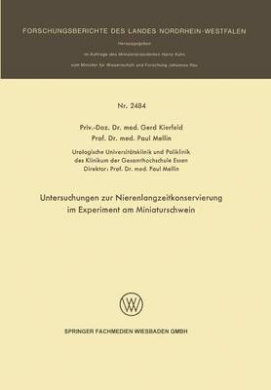 FORSCHUNGSBERICHTE DES LANDES NORDRHEIN-WESTFALEN
Herausgegeben
im Auftrage des Ministerpräsidenten Heinz Kühn
vom Minister für Wissenschaft und Forschung Johannes Rau
Nr. 2484
Priv.-Doz. Dr. med. Gerd Kierfeld
Prof. Dr. med. Paul Mellin
Urologische Universitätsklinik und Poliklinik
des Klinikum der Gesamthochschule Essen
Direktor: Prof. Dr. med. Paul Mellin
Untersuchungen zur Nierenlangzeitkonservierung
im Experiment am Miniaturschwein
SPRINGER FACHMEDIEN WIESBADEN GMBH